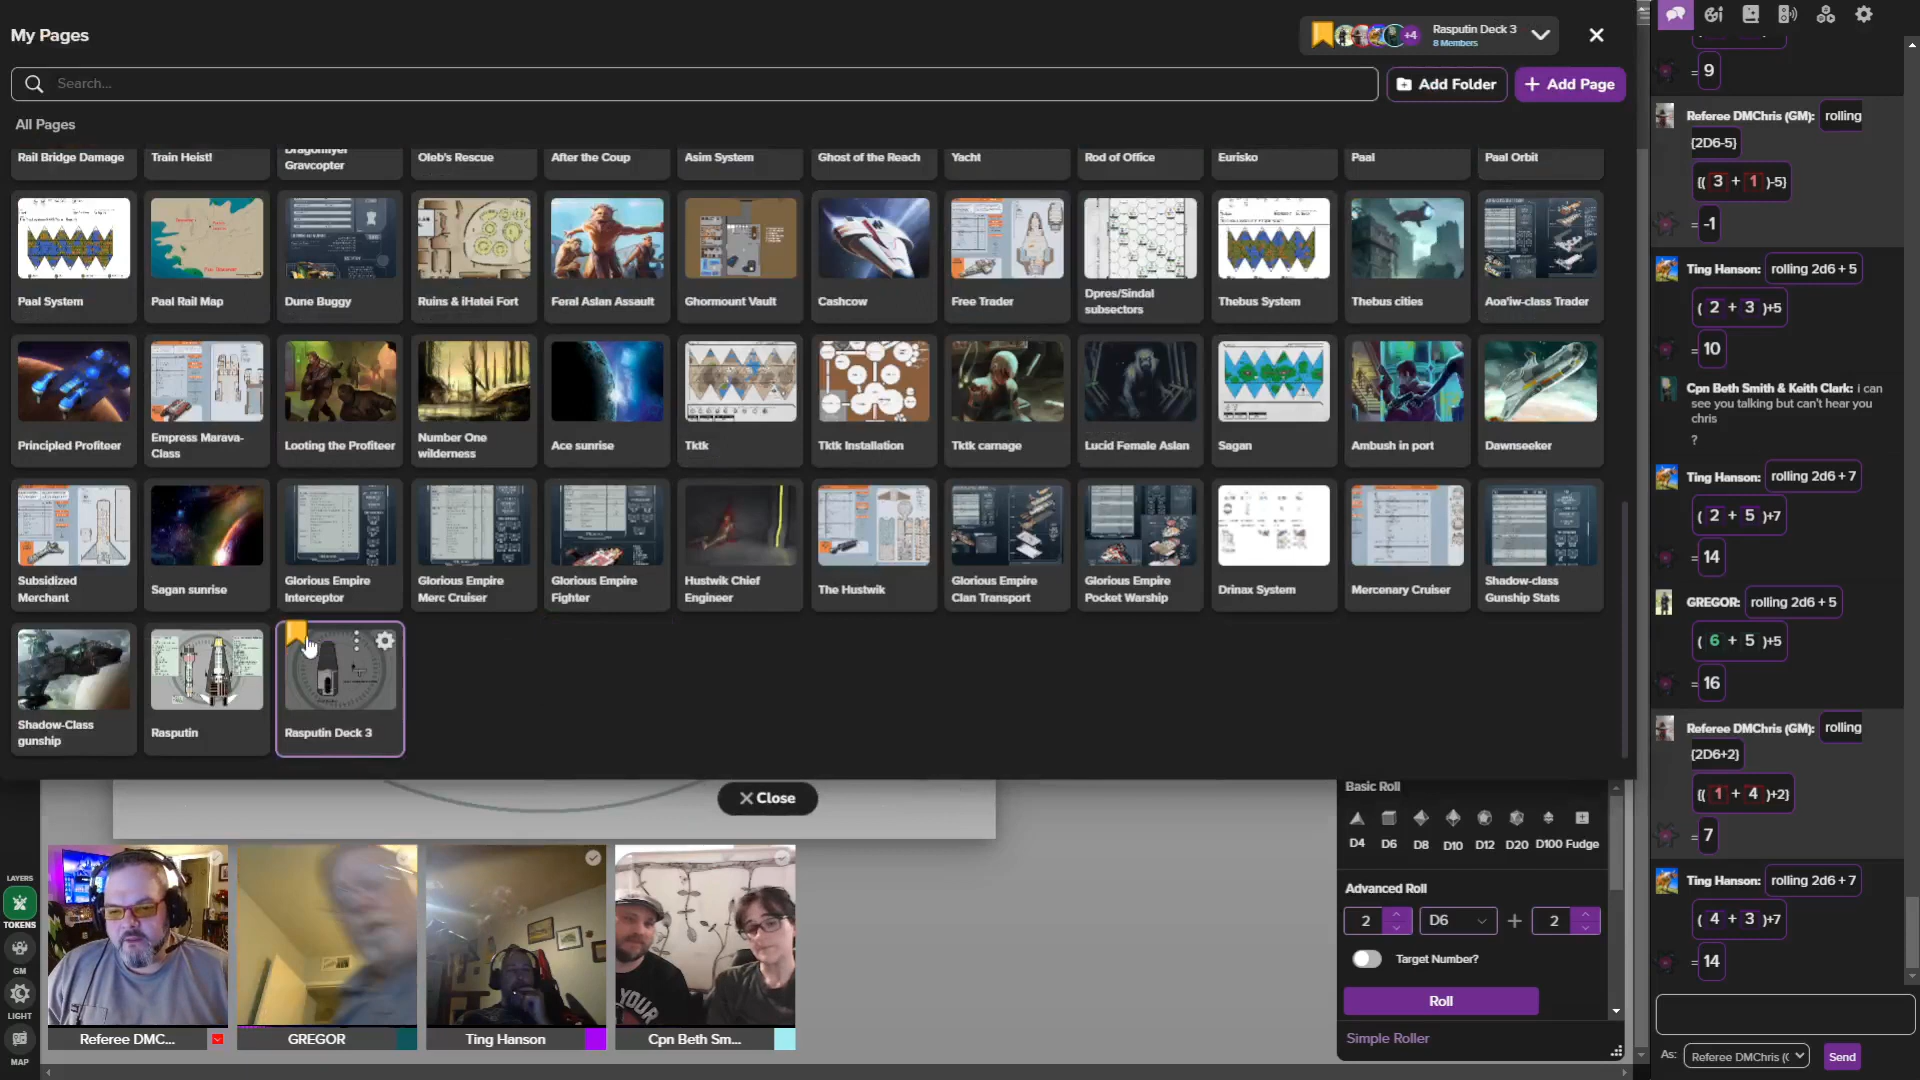 My Pages
+4
Rasputin Deck 3
8 Members
Search...
Add Folder
+ Add Page
All Pages
Rail Bridge Damage
Train Heist!
Dragonflyer Gravcopter
Oleb's Rescue
After the Coup
Asim System
Ghost of the Reach
Yacht
Rod of Office
Eurisko
Paal
Paal Orbit
Paal System
Paal Rail Map
Dune Buggy
Ruins & iHatei Fort
Feral Aslan Assault
Ghormount Vault
Cashcow
Free Trader
Dpres/Sindal
subsectors
Thebus System
Thebus cities
Aoa'iw-class Trader
Principled Profiteer
Empress Marava-
Class
Looting the Profiteer
Number One
wilderness
Ace sunrise
Tktk
Tktk Installation
Tktk carnage
Lucid Female Aslan
Sagan
Ambush in port
Dawnseeker
Subsidized
Merchant
Sagan sunrise
Glorious Empire
Interceptor
Glorious Empire
Merc Cruiser
Glorious Empire
Fighter
Hustwik Chief
Engineer
The Hustwik
Glorious Empire
Clan Transport
Glorious Empire
Pocket Warship
Drinax System
Mercenary Cruiser
Shadow-class
Gunship Stats
Shadow-Class
gunship
Rasputin
Rasputin Deck 3
Close
LAYERS
TOKENS
GM
LIGHT
MAP
YOUR
Referee DMC...
GREGOR
Ting Hanson
Cpn Beth Sm...
Basic Roll
D4
D6
D8
D10
D12
D20
D100
Fudge
Advanced Roll
2
D6
+
2
Target Number?
Roll
Simple Roller
= 9
Referee DMChris (GM): rolling
{2D6-5}
{( 3 + 1 )-5}
= -1
Ting Hanson: rolling 2d6 + 5
( 2 + 3 )+5
= 10
Cpn Beth Smith & Keith Clark: i can
see you talking but can't hear you
chris
?
Ting Hanson: rolling 2d6 + 7
( 2 + 5 )+7
= 14
GREGOR: rolling 2d6 + 5
( 6 + 5 )+5
= 16
Referee DMChris (GM): rolling
{2D6+2}
{( 1 + 4 )+2}
= 7
Ting Hanson: rolling 2d6 + 7
( 4 + 3 )+7
= 14
As:
Referee DMChris (
Send